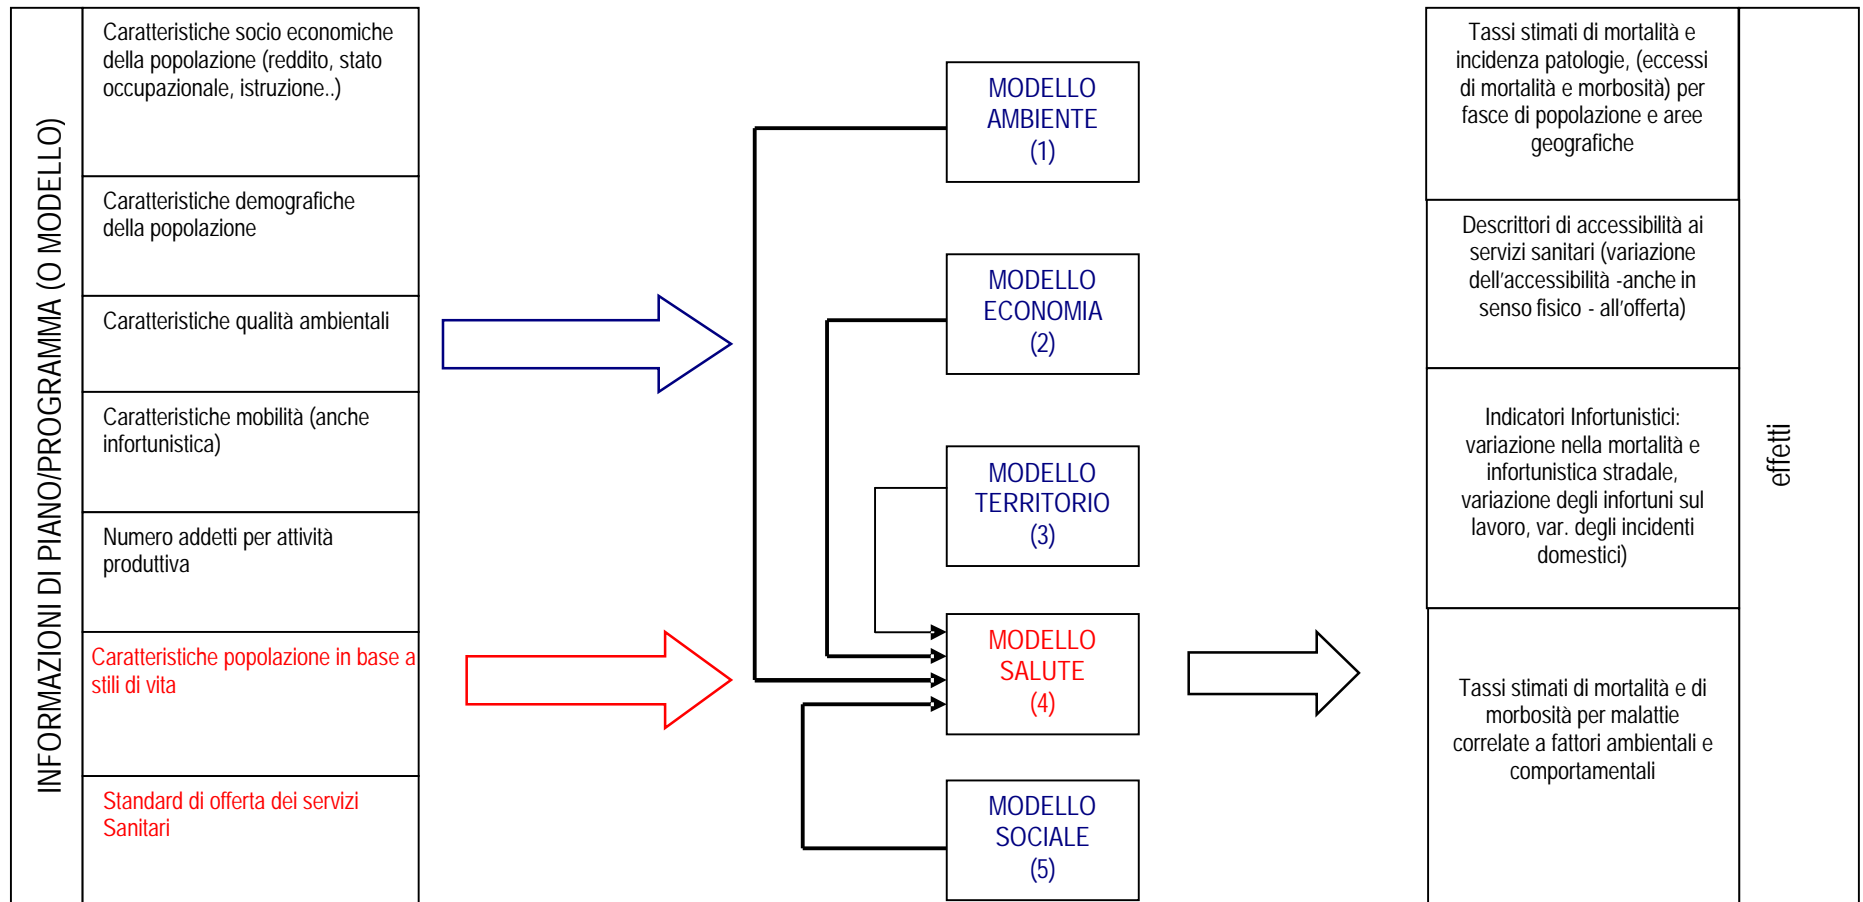 INFORMAZIONI DI PIANO/PROGRAMMA (O MODELLO)
Caratteristiche socio economiche
della popolazione (reddito, stato
occupazionale, istruzione..)
Caratteristiche demografiche
della popolazione
Caratteristiche qualità ambientali
Caratteristiche mobilità (anche
infortunistica)
Numero addetti per attività
produttiva
Caratteristiche popolazione in base a
stili di vita
Standard di offerta dei servizi
Sanitari
MODELLO
AMBIENTE
(1)
MODELLO
ECONOMIA
(2)
MODELLO
TERRITORIO
(3)
MODELLO
SALUTE
(4)
MODELLO
SOCIALE
(5)
Tassi stimati di mortalità e
incidenza patologie, (eccessi
di mortalità e morbosità) per
fasce di popolazione e aree
geografiche
Descrittori di accessibilità ai
servizi sanitari (variazione
dell'accessibilità -anche in
senso fisico - all'offerta)
Indicatori Infortunistici:
variazione nella mortalità e
infortunistica stradale,
variazione degli infortuni sul
lavoro, var. degli incidenti
domestici)
Tassi stimati di mortalità e di
morbosità per malattie
correlate a fattori ambientali e
comportamentali
effetti